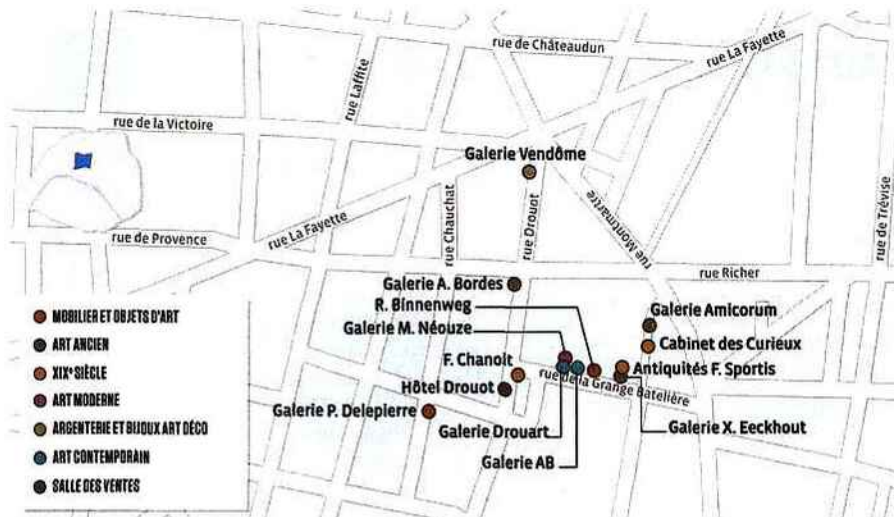 rue de Châteaudun
rue La Fayette
rue Laffite
rue de la Victoire
Galerie Vendôme
rue Montmartre
rue de Trévise
rue Chauchat
rue Drouot
rue La Fayette
rue de Provence
rue Richer
Galerie A. Bordes
R. Binnenweg
Galerie Amicorum
Galerie M. Néouze
Cabinet des Curieux
F. Chanoit
Antiquités F. Sportis
rue de la Grange Batelière
Hôtel Drouot
Galerie P. Delepierre
Galerie Drouart
Galerie X. Eeckhout
Galerie AB
MOBILIER ET OBJETS D'ART
ART ANCIEN
XIXᵉ SIÈCLE
ART MODERNE
ARGENTERIE ET BIJOUX ART DÉCO
ART CONTEMPORAIN
SALLE DES VENTES